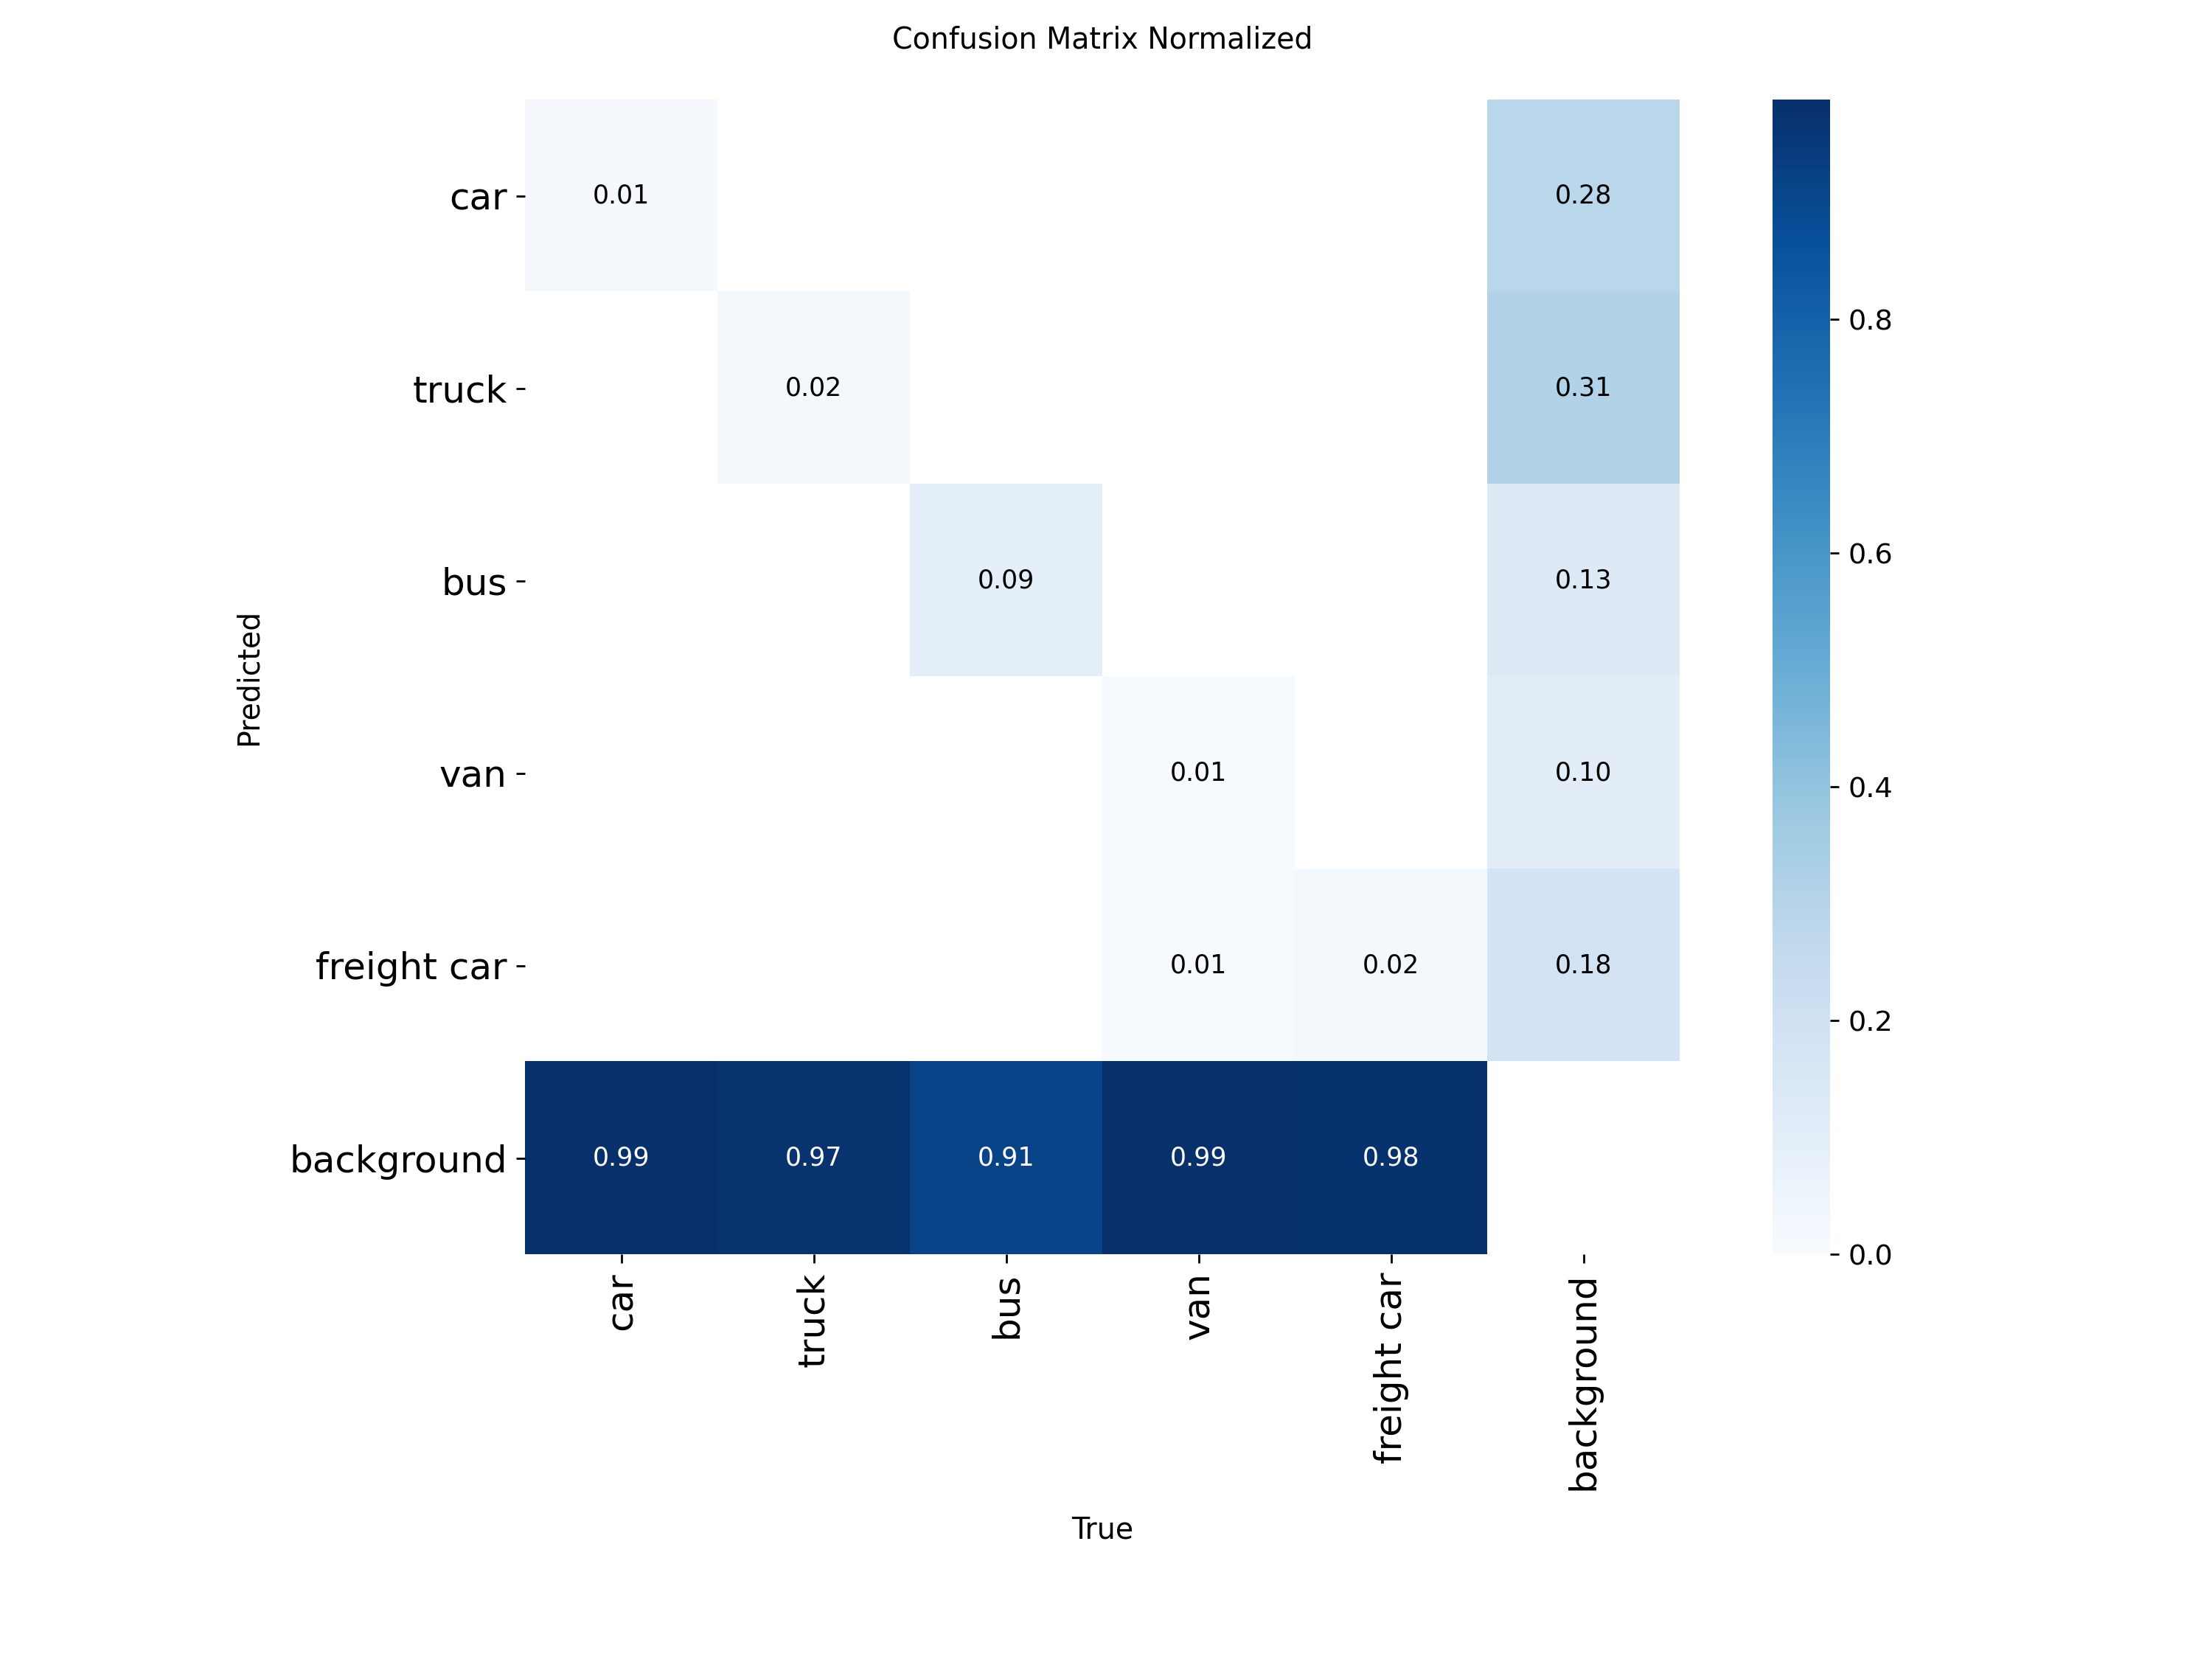 Confusion Matrix Normalized
Predicted
car 0.01 0.28
truck 0.02 0.31
bus 0.09 0.13
van 0.01 0.10
freight car 0.01 0.02 0.18
background 0.99 0.97 0.91 0.99 0.98
car truck bus van freight car background
True
0.8
0.6
0.4
0.2
0.0